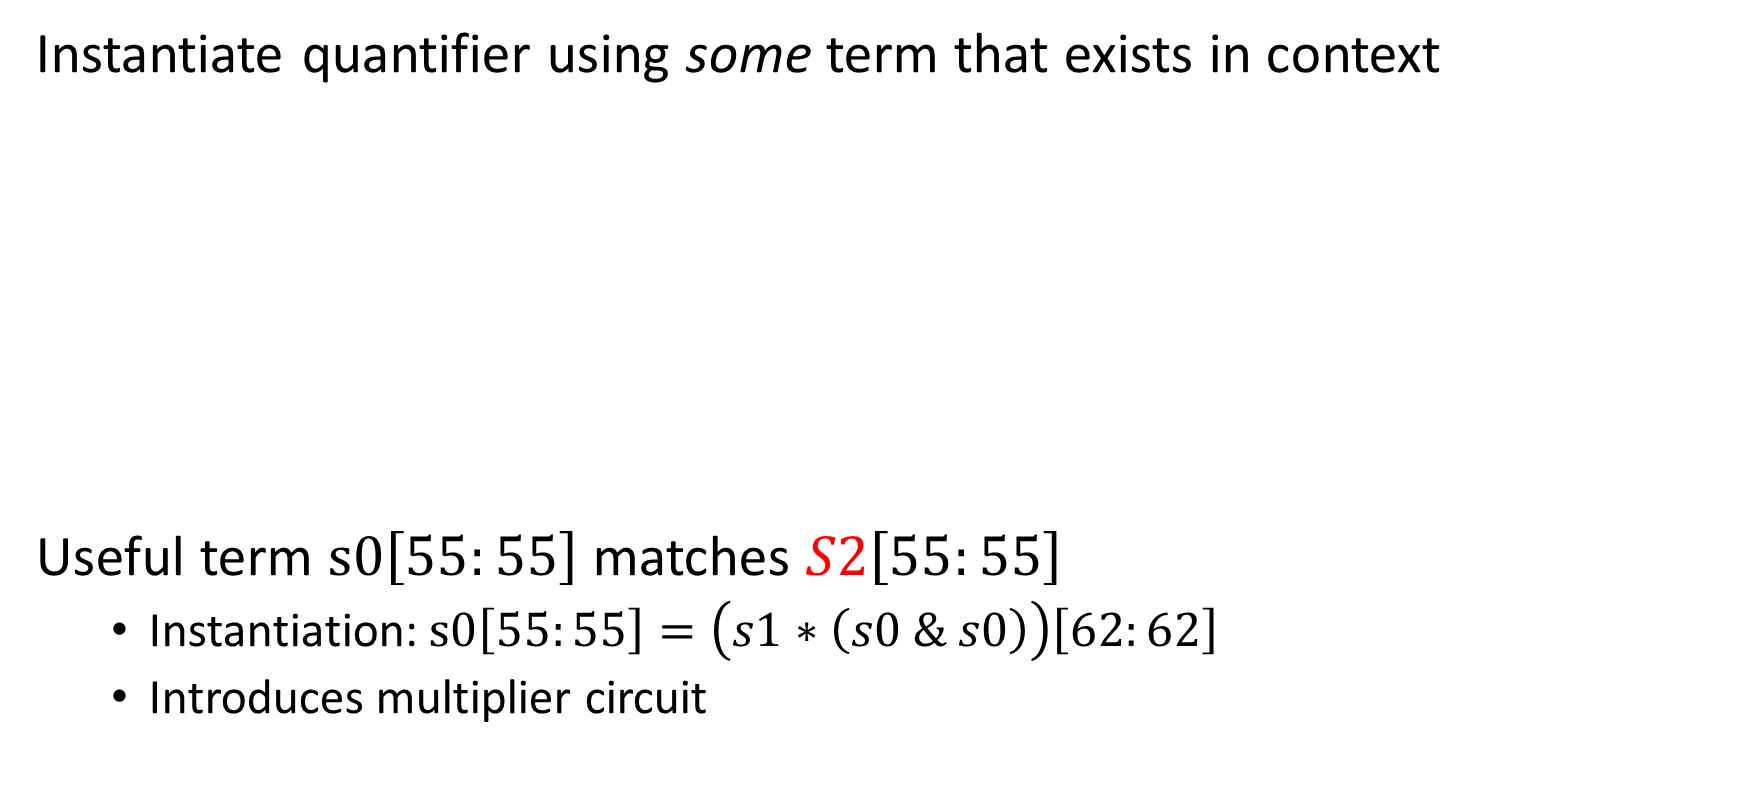 Instantiate quantifier using some term that exists in context
Useful term s0[55: 55] matches S2[55: 55]
• Instantiation: s0[55: 55] = (s1 ∗ (s0 & s0))[62: 62]
• Introduces multiplier circuit